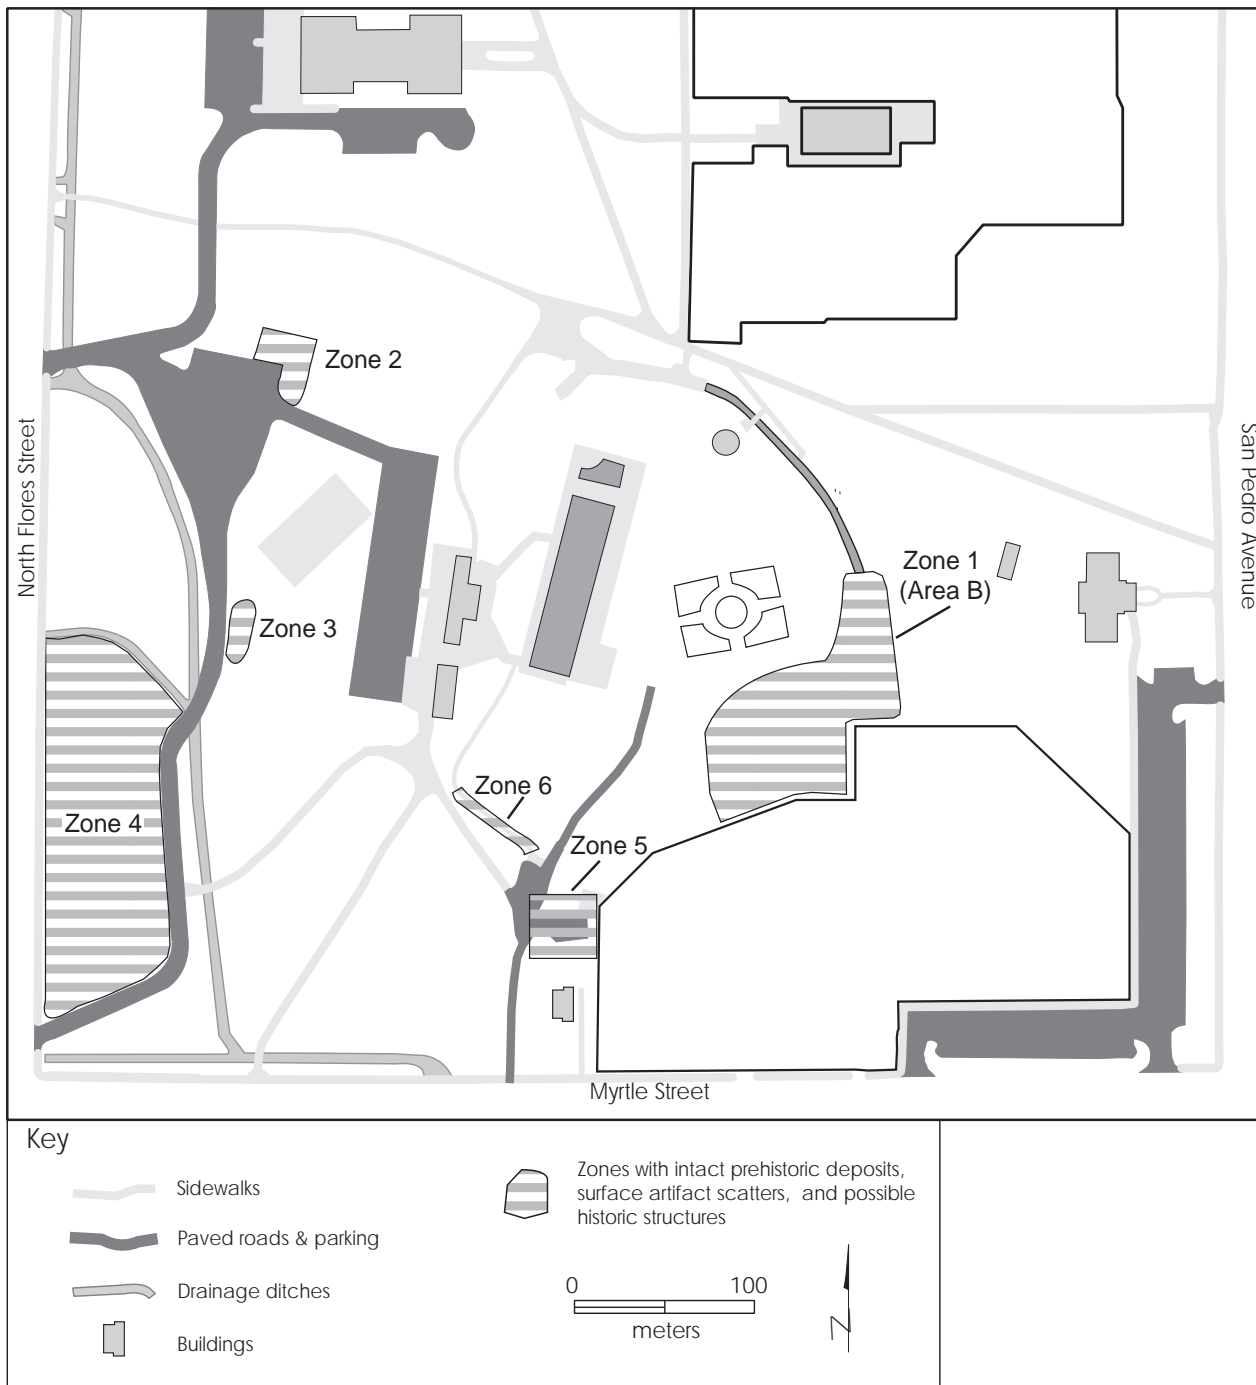 Zone 2
North Flores Street
San Pedro Avenue
Zone 1
(Area B)
Zone 3
Zone 6
Zone 4
Zone 5
Myrtle Street
Key
Sidewalks
Paved roads & parking
Drainage ditches
Buildings
Zones with intact prehistoric deposits,
surface artifact scatters, and possible
historic structures
0 100
meters
N